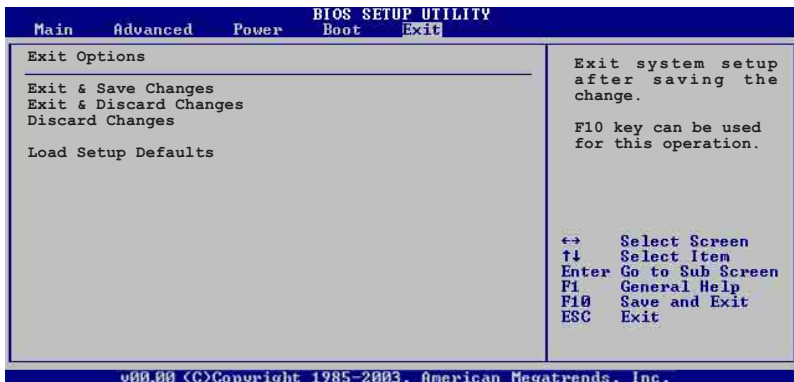 BIOS SETUP UTILITY
Main Advanced Power Boot Exit
Exit Options
Exit & Save Changes
Exit & Discard Changes
Discard Changes
Load Setup Defaults
Exit system setup
after saving the
change.
F10 key can be used
for this operation.
↔ Select Screen
↑↓ Select Item
Enter Go to Sub Screen
F1 General Help
F10 Save and Exit
ESC Exit
v00.00 (C)Copyright 1985-2003, American Megatrends, Inc.